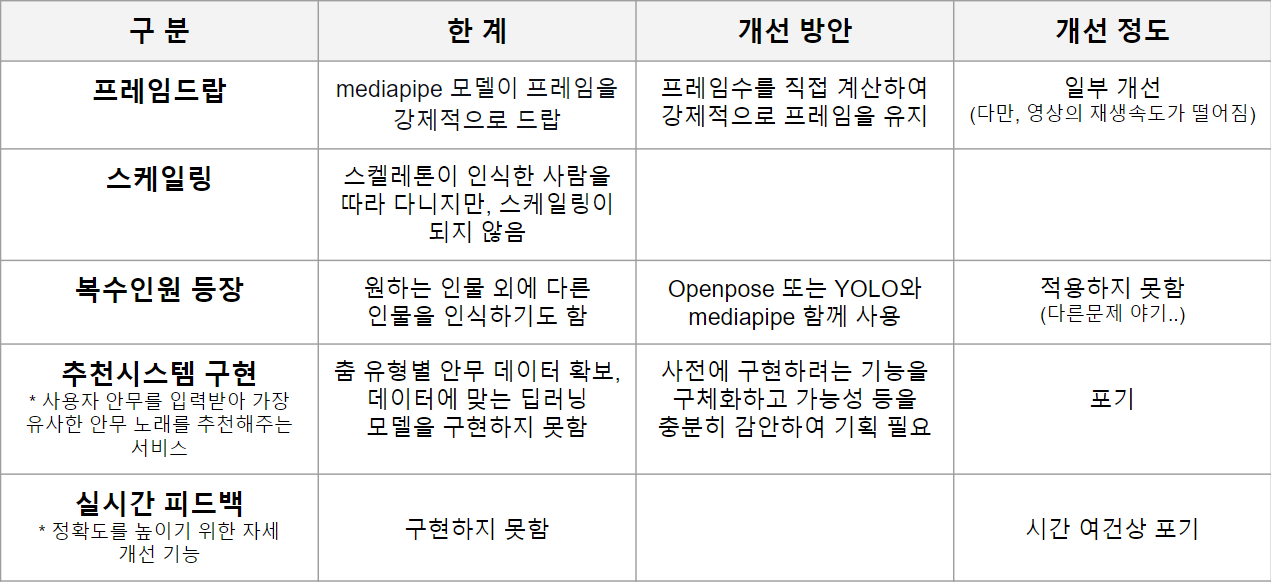 구 분
한 계
개선 방안
개선 정도
프레임드랍
mediapipe 모델이 프레임을
강제적으로 드랍
프레임수를 직접 계산하여
강제적으로 프레임을 유지
일부 개선
(다만, 영상의 재생속도가 떨어짐)
스케일링
스켈레톤이 인식한 사람을
따라 다니지만, 스케일링이
되지 않음
복수인원 등장
원하는 인물 외에 다른
인물을 인식하기도 함
Openpose 또는 YOLO와
mediapipe 함께 사용
적용하지 못함
(다른문제 야기..)
추천시스템 구현
* 사용자 안무를 입력받아 가장
유사한 안무 노래를 추천해주는
서비스
춤 유형별 안무 데이터 확보,
데이터에 맞는 딥러닝
모델을 구현하지 못함
사전에 구현하려는 기능을
구체화하고 가능성 등을
충분히 감안하여 기획 필요
포기
실시간 피드백
* 정확도를 높이기 위한 자세
개선 기능
구현하지 못함
시간 여건상 포기